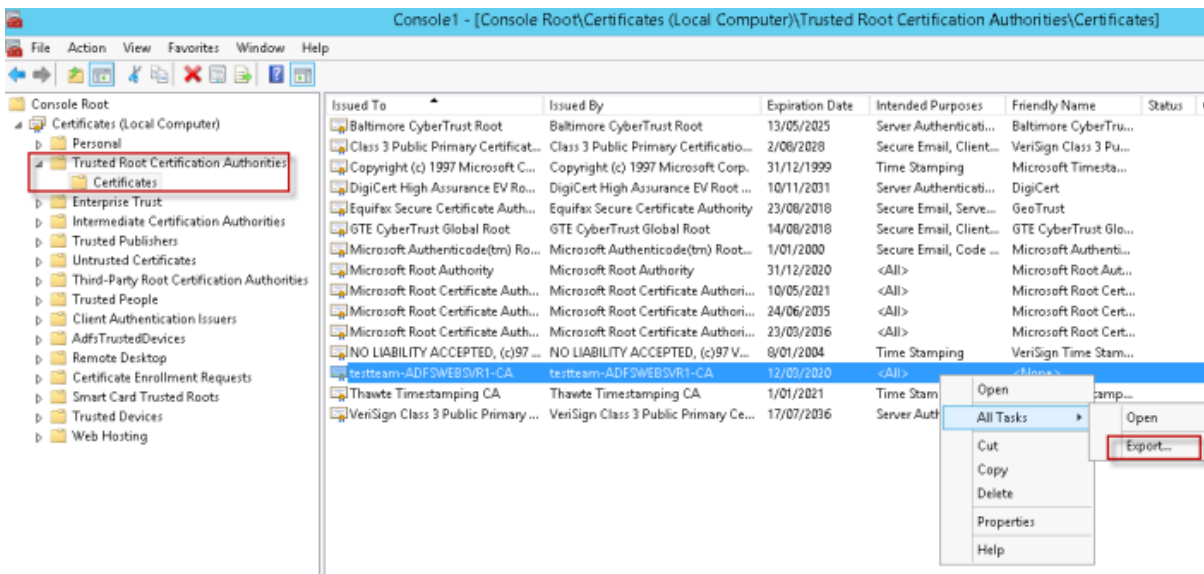 Console1 - [Console Root\Certificates (Local Computer)\Trusted Root Certification Authorities\Certificates]
File Action View Favorites Window Help
Console Root
Certificates (Local Computer)
Personal
Trusted Root Certification Authorities
Certificates
Enterprise Trust
Intermediate Certification Authorities
Trusted Publishers
Untrusted Certificates
Third-Party Root Certification Authorities
Trusted People
Client Authentication Issuers
AdfsTrustedDevices
Remote Desktop
Certificate Enrollment Requests
Smart Card Trusted Roots
Trusted Devices
Web Hosting
Issued To Issued By Expiration Date Intended Purposes Friendly Name Status
Baltimore CyberTrust Root Baltimore CyberTrust Root 13/05/2025 Server Authenticati... Baltimore CyberTru...
Class 3 Public Primary Certificat... Class 3 Public Primary Certificatio... 2/08/2028 Secure Email, Client... VeriSign Class 3 Pu...
Copyright (c) 1997 Microsoft C... Copyright (c) 1997 Microsoft Corp. 31/12/1999 Time Stamping Microsoft Timesta...
DigiCert High Assurance EV Ro... DigiCert High Assurance EV Root ... 10/11/2031 Server Authenticati... DigiCert
Equifax Secure Certificate Auth... Equifax Secure Certificate Authority 23/08/2018 Secure Email, Serve... GeoTrust
GTE CyberTrust Global Root GTE CyberTrust Global Root 14/08/2018 Secure Email, Client... GTE CyberTrust Glo...
Microsoft Authenticode(tm) Ro... Microsoft Authenticode(tm) Root... 1/01/2000 Secure Email, Code ... Microsoft Authenti...
Microsoft Root Authority Microsoft Root Authority 31/12/2020 <All> Microsoft Root Aut...
Microsoft Root Certificate Auth... Microsoft Root Certificate Authori... 10/05/2021 <All> Microsoft Root Cert...
Microsoft Root Certificate Auth... Microsoft Root Certificate Authori... 24/06/2035 <All> Microsoft Root Cert...
Microsoft Root Certificate Auth... Microsoft Root Certificate Authori... 23/03/2036 <All> Microsoft Root Cert...
NO LIABILITY ACCEPTED, (c)97 ... NO LIABILITY ACCEPTED, (c)97 V... 8/01/2004 Time Stamping VeriSign Time Stam...
testteam-ADFSWEBSVR1-CA testteam-ADFSWEBSVR1-CA 12/03/2020 <All> <None>
Thawte Timestamping CA Thawte Timestamping CA 1/01/2021 Time Stam
VeriSign Class 3 Public Primary ... VeriSign Class 3 Public Primary Ce... 17/07/2036 Server Auth
Open
All Tasks
Cut
Copy
Delete
Properties
Help
Open
Export...